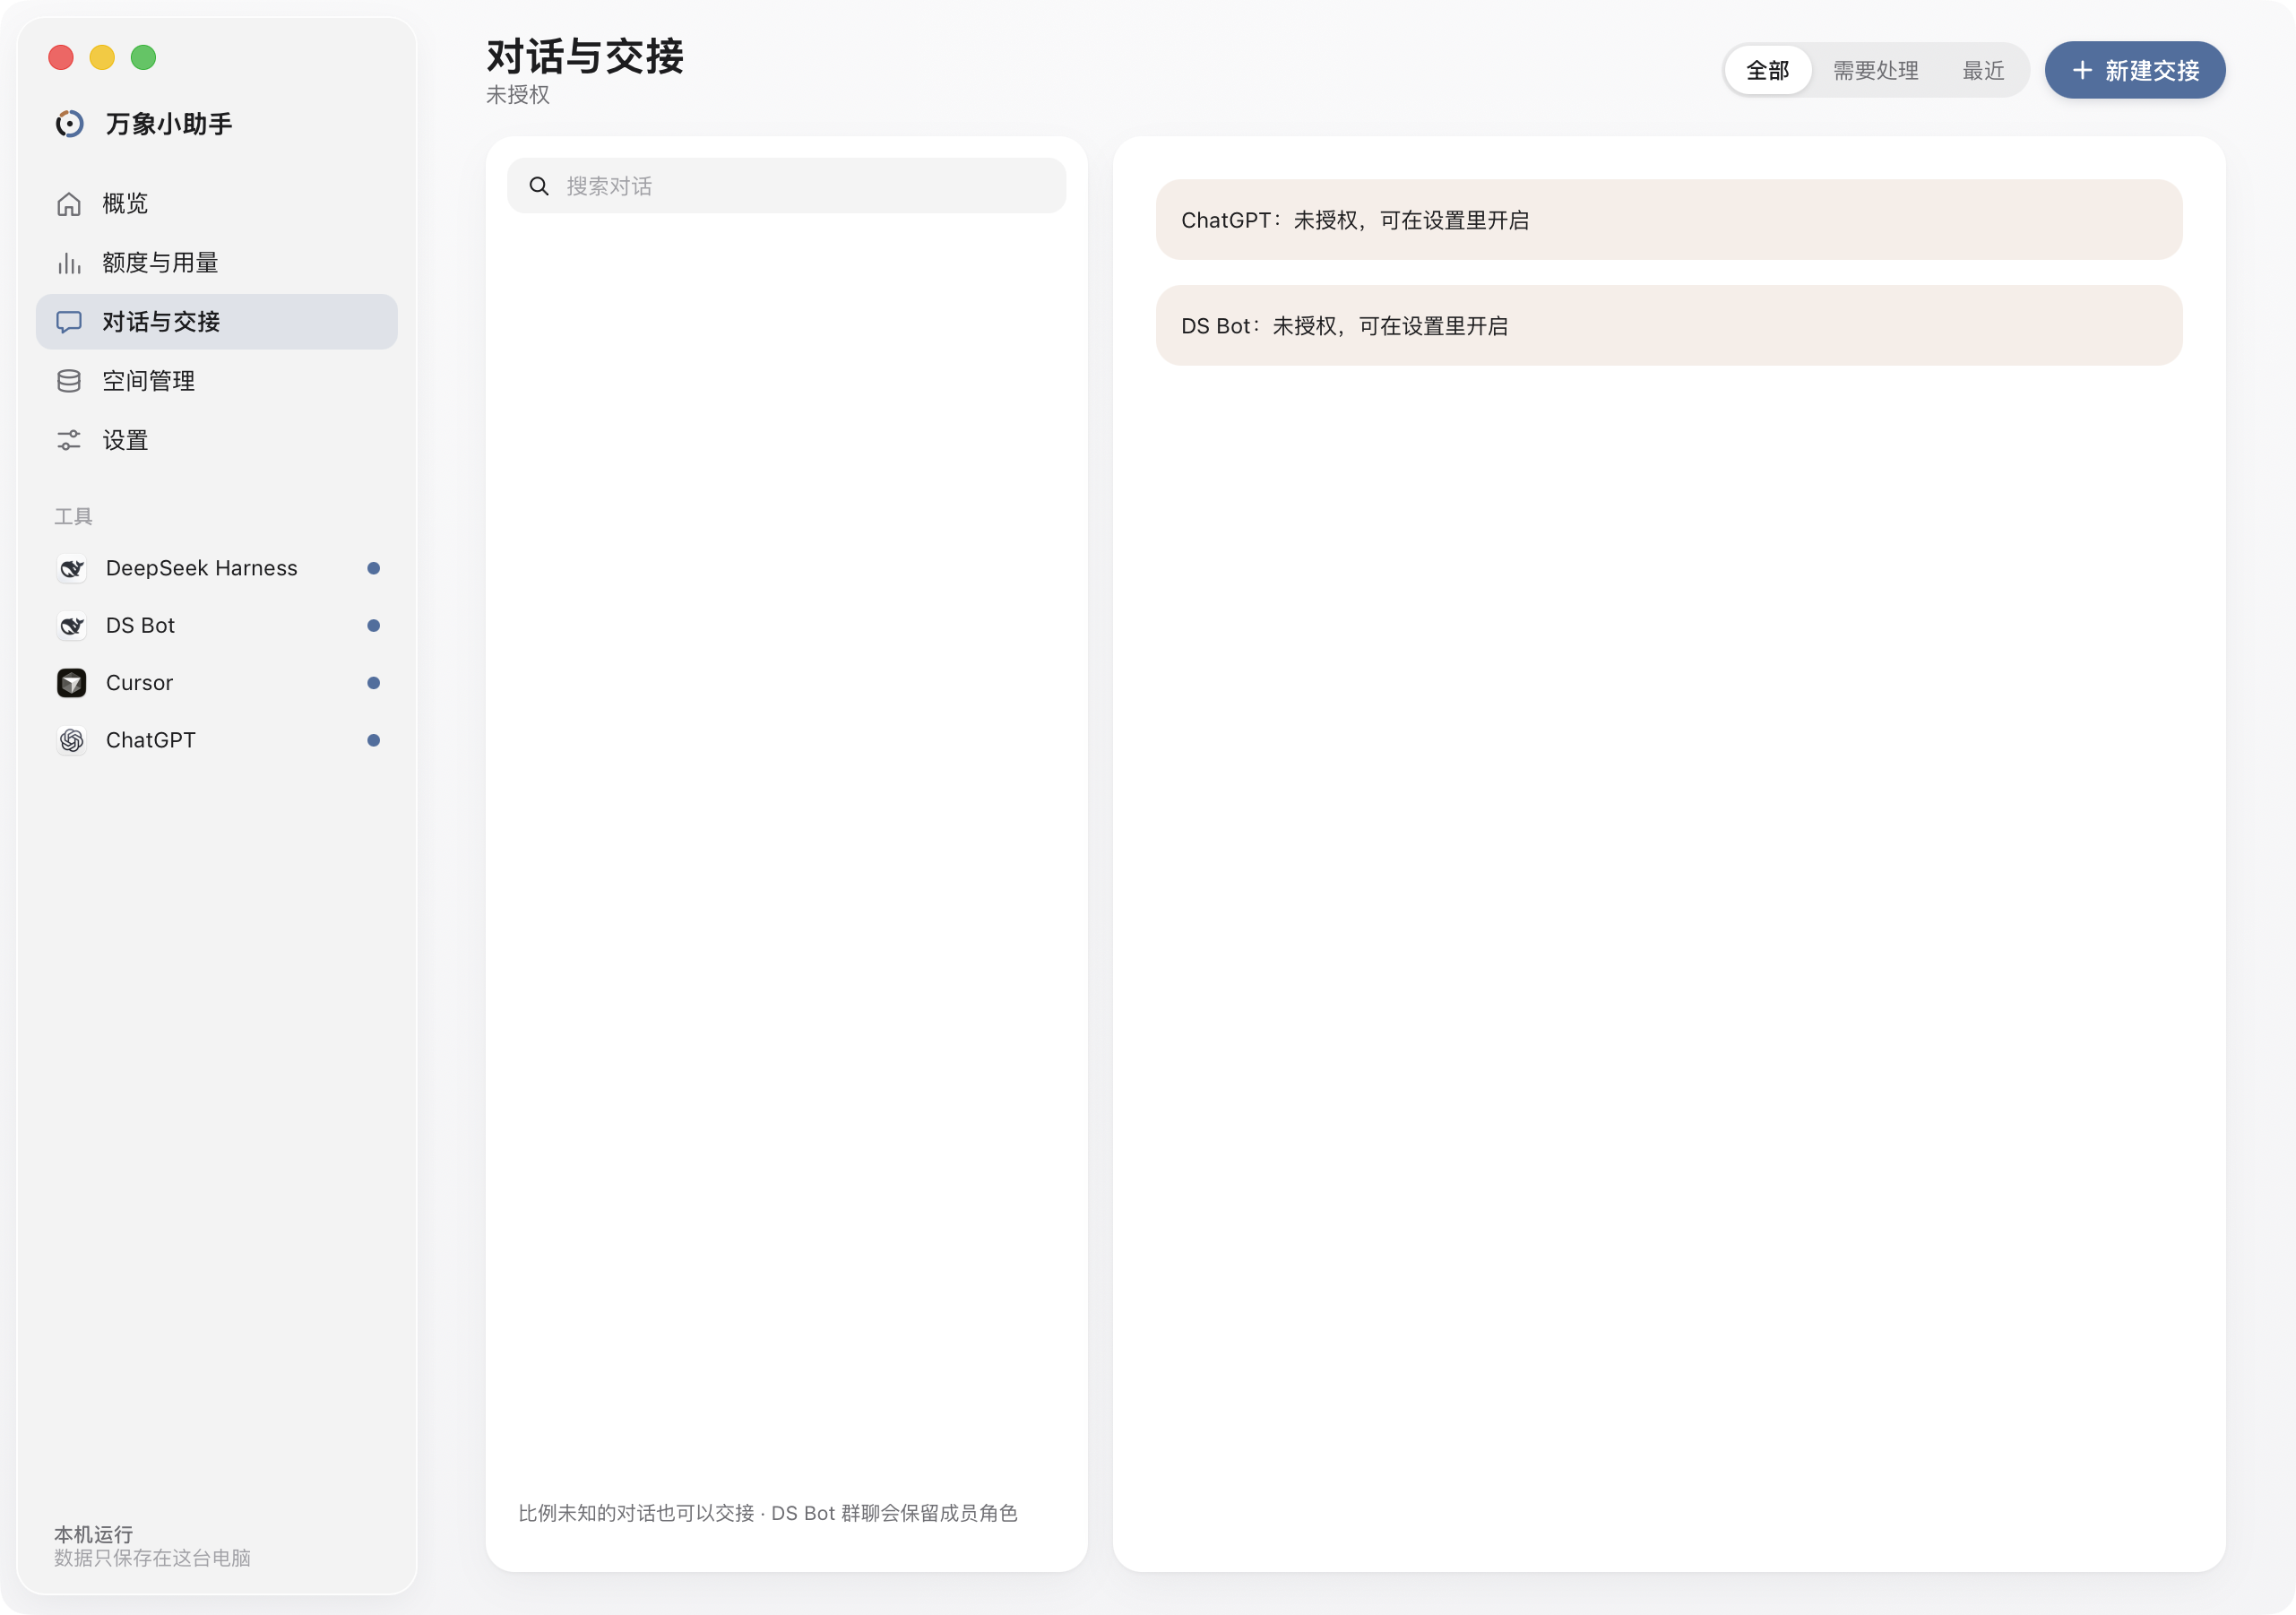 万象小助手
概览
额度与用量
对话与交接
空间管理
设置
工具
DeepSeek Harness
DS Bot
Cursor
ChatGPT
本机运行
数据只保存在这台电脑
对话与交接
未授权
全部
需要处理
最近
新建交接
搜索对话
比例未知的对话也可以交接 · DS Bot 群聊会保留成员角色
ChatGPT：未授权，可在设置里开启
DS Bot：未授权，可在设置里开启